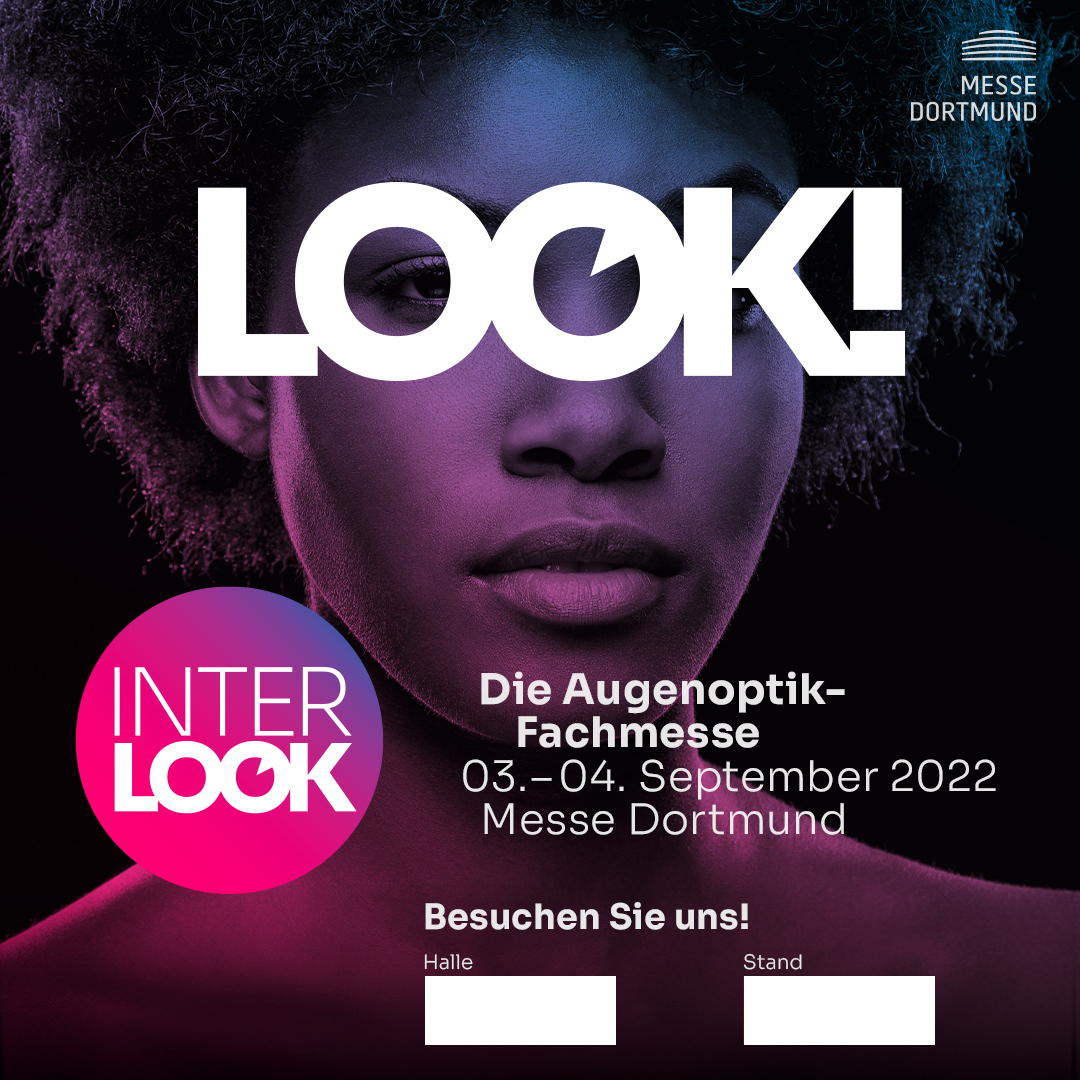 MESSE
DORTMUND
LOOK!
INTER
LOOK
Die Augenoptik-
Fachmesse
03.–04. September 2022
Messe Dortmund
Besuchen Sie uns!
Halle
Stand